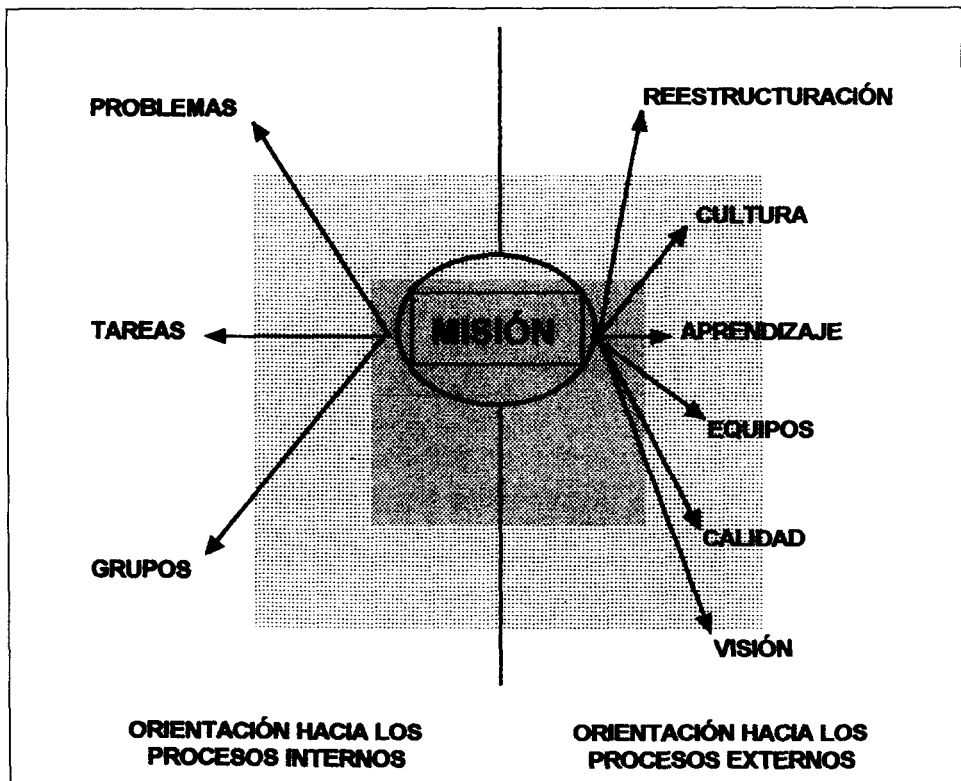 PROBLEMAS
REESTRUCTURACIÓN
CULTURA
MISIÓN
TAREAS
APRENDIZAJE
EQUIPOS
CALIDAD
GRUPOS
VISIÓN
ORIENTACIÓN HACIA LOS
PROCESOS INTERNOS
ORIENTACIÓN HACIA LOS
PROCESOS EXTERNOS